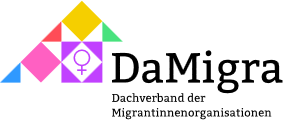 DaMigra
Dachverband der
Migrantinnenorganisationen